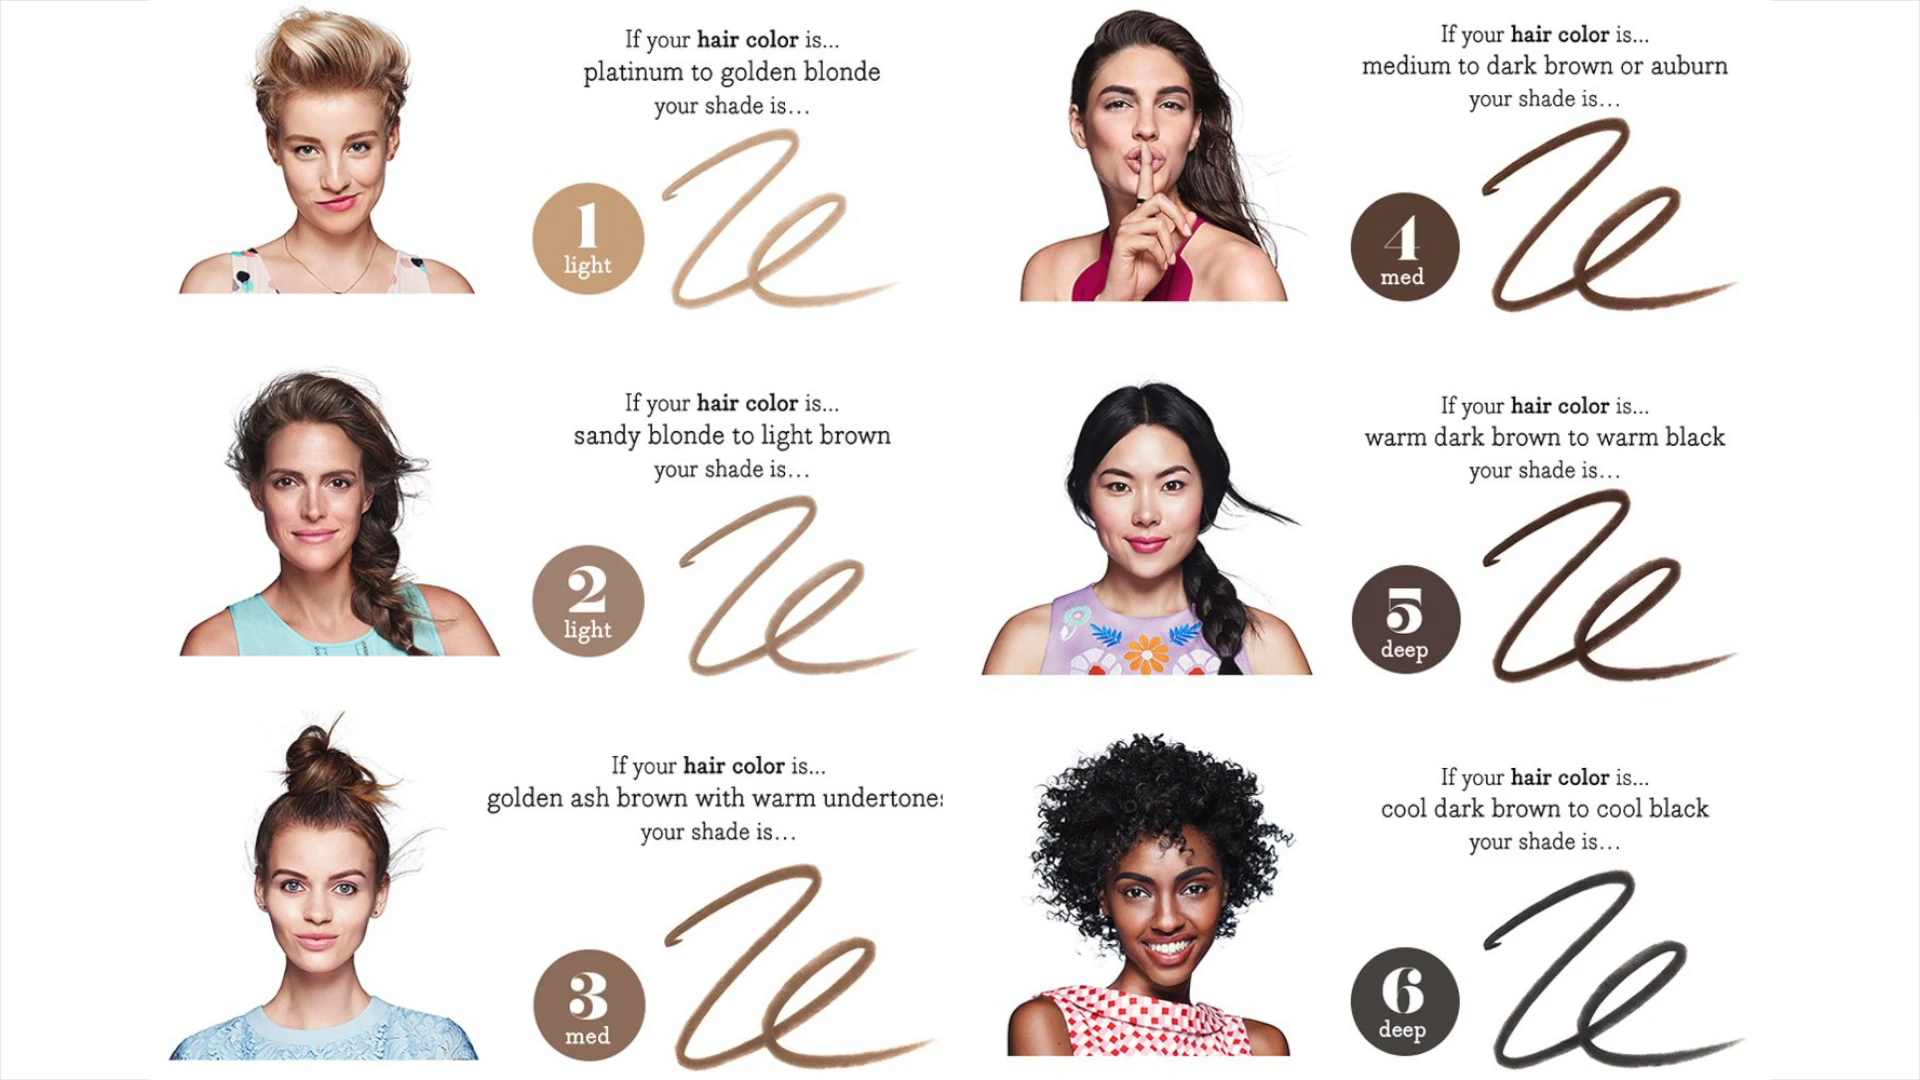 If your hair color is...
platinum to golden blonde
your shade is...
1
light
If your hair color is...
sandy blonde to light brown
your shade is...
2
light
If your hair color is...
golden ash brown with warm undertones
your shade is...
3
med
If your hair color is...
medium to dark brown or auburn
your shade is...
4
med
If your hair color is...
warm dark brown to warm black
your shade is...
5
deep
If your hair color is...
cool dark brown to cool black
your shade is...
6
deep